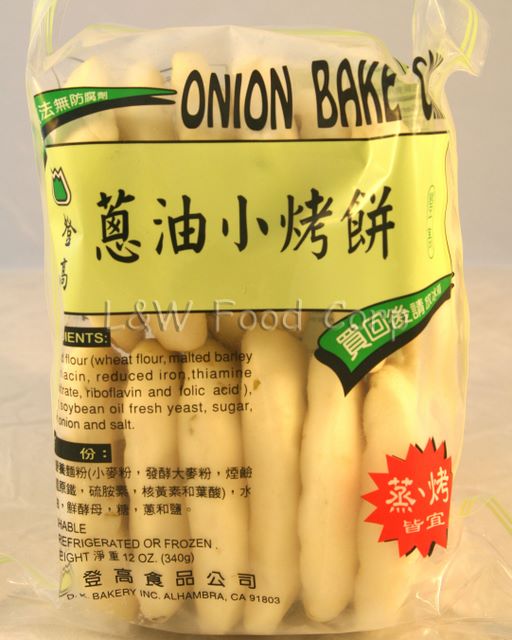 法無防腐劑
ONION BAKE
登高
蔥油小烤餅
L&W Food Corp
買回後請
MENTS:
d flour (wheat flour, malted barley
acin, reduced iron, thiamine
trate, riboflavin and folic acid ),
soybean oil fresh yeast, sugar,
onion and salt.
份:
養麵粉(小麥粉，發酵大麥粉，煙鹼
原鐵，硫胺素，核黃素和葉酸)，水
，鮮酵母，糖，蔥和鹽。
蒸、烤
皆宜
HABLE
REFRIGERATED OR FROZEN
EIGHT 淨重 12 OZ. (340g)
登高食品公司
BAKERY INC. ALHAMBRA, CA 91803